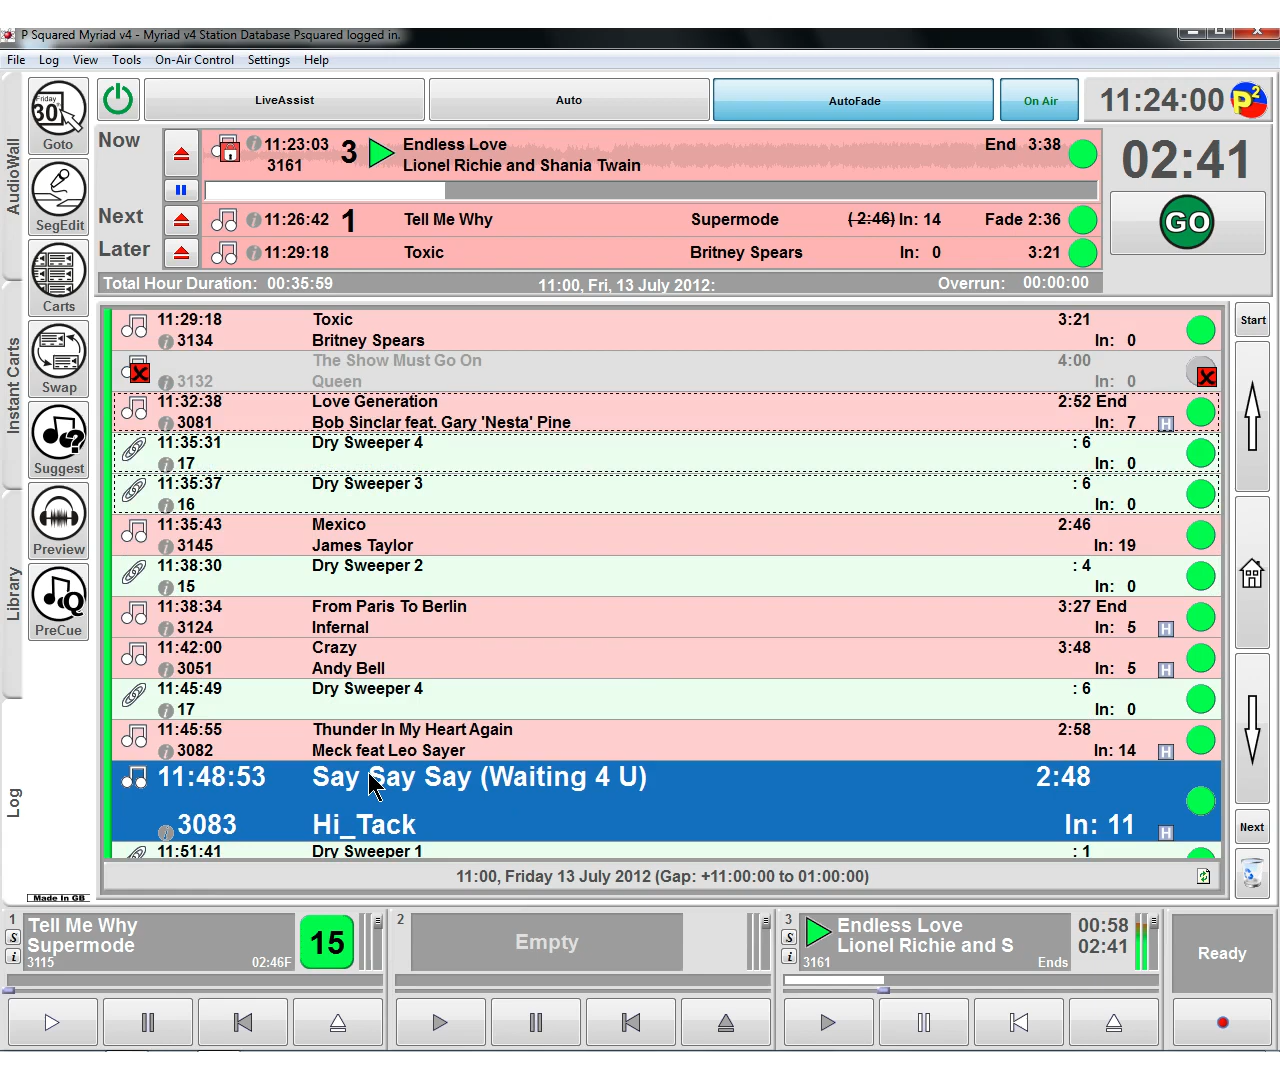 P Squared Myriad v4 - Myriad v4 Station Database Psquared logged in.
File Log View Tools On-Air Control Settings Help
AudioWall
Instant Carts
Library
Log
Friday
30
Goto
SegEdit
Carts
Swap
Suggest
Preview
PreCue
Made In GB
LiveAssist Auto AutoFade On Air 11:24:00 P2
Now 11:23:03 3 Endless Love End 3:38
3161 Lionel Richie and Shania Twain
02:41
GO
Next 11:26:42 1 Tell Me Why Supermode (2:46) In: 14 Fade 2:36
Later 11:29:18 Toxic Britney Spears In: 0 3:21
Total Hour Duration: 00:35:59 11:00, Fri, 13 July 2012: Overrun: 00:00:00
11:29:18 Toxic 3:21
3134 Britney Spears In: 0
The Show Must Go On 4:00
3132 Queen In: 0
11:32:38 Love Generation 2:52 End
3081 Bob Sinclar feat. Gary 'Nesta' Pine In: 7 H
11:35:31 Dry Sweeper 4 : 6
17 In: 0
11:35:37 Dry Sweeper 3 : 6
16 In: 0
11:35:43 Mexico 2:46
3145 James Taylor In: 19
11:38:30 Dry Sweeper 2 : 4
15 In: 0
11:38:34 From Paris To Berlin 3:27 End
3124 Infernal In: 5 H
11:42:00 Crazy 3:48
3051 Andy Bell In: 5 H
11:45:49 Dry Sweeper 4 : 6
17 In: 0
11:45:55 Thunder In My Heart Again 2:58
3082 Meck feat Leo Sayer In: 14 H
11:48:53 Say Say Say (Waiting 4 U) 2:48
3083 Hi_Tack In: 11 H
11:51:41 Dry Sweeper 1 : 1
11:00, Friday 13 July 2012 (Gap: +11:00:00 to 01:00:00)
Start
Next
1 Tell Me Why
S Supermode
i 3115 02:46F
15
2
Empty
3 Endless Love 00:58
S Lionel Richie and S 02:41
i 3161 Ends
Ready